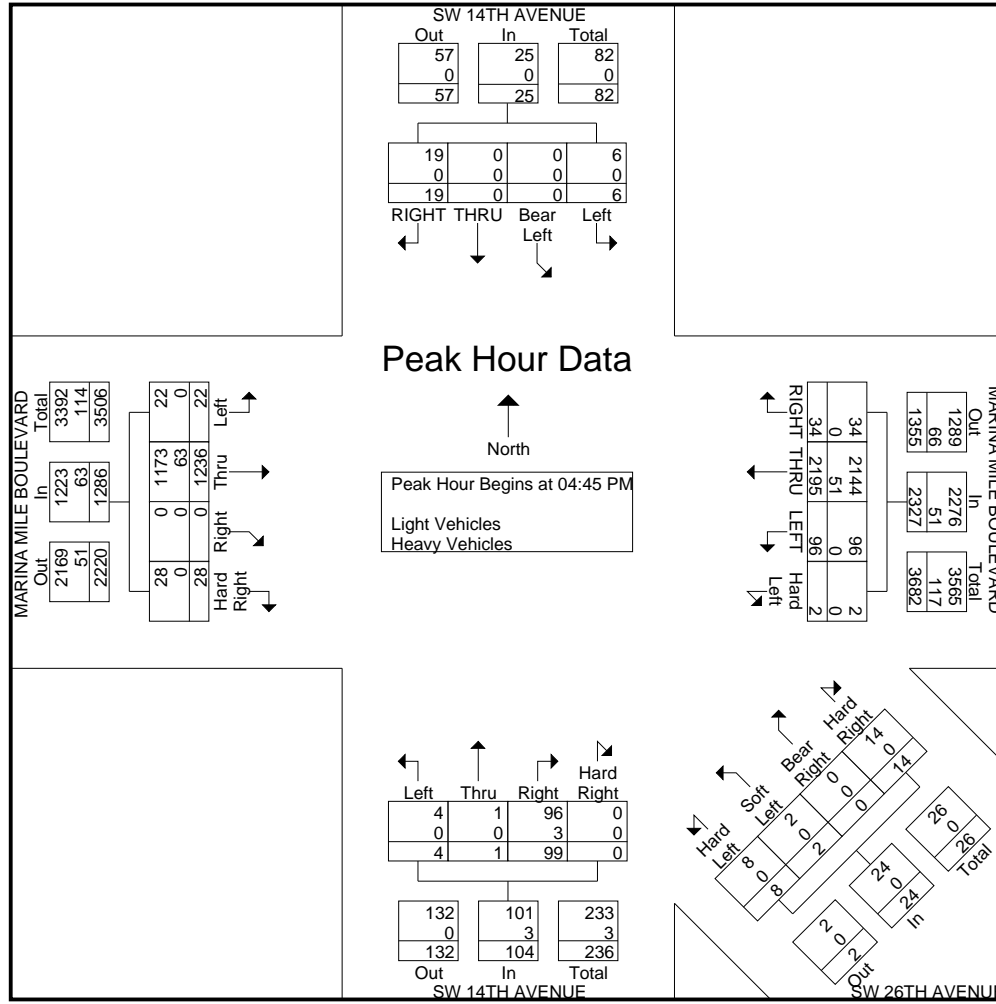 SW 14TH AVENUE
Out In Total
57 25 82
0 0 0
57 25 82
19 0 0 6
0 0 0 0
19 0 0 6
RIGHT THRU Bear Left Left
Peak Hour Data
North
Peak Hour Begins at 04:45 PM
Light Vehicles
Heavy Vehicles
MARINA MILE BOULEVARD
Out In Total
2169 1223 3392
51 63 114
2220 1286 3506
28 0 1173 22
0 0 63 0
28 0 1236 22
Hard Right Right Thru Left
MARINA MILE BOULEVARD
Out In Total
1289 2276 3565
66 51 117
1355 2327 3682
34 2144 96 2
0 51 0 0
34 2195 96 2
RIGHT THRU LEFT Hard Left
Left Thru Right Hard Right
4 1 96 0
0 0 3 0
4 1 99 0
132 101 233
0 3 3
132 104 236
Out In Total
SW 14TH AVENUE
Hard Left Soft Left Bear Right Hard Right
8 2 0 14
0 0 0 0
8 2 0 14
2 24 26
0 0 0
2 24 26
Out In Total
SW 26TH AVENUE